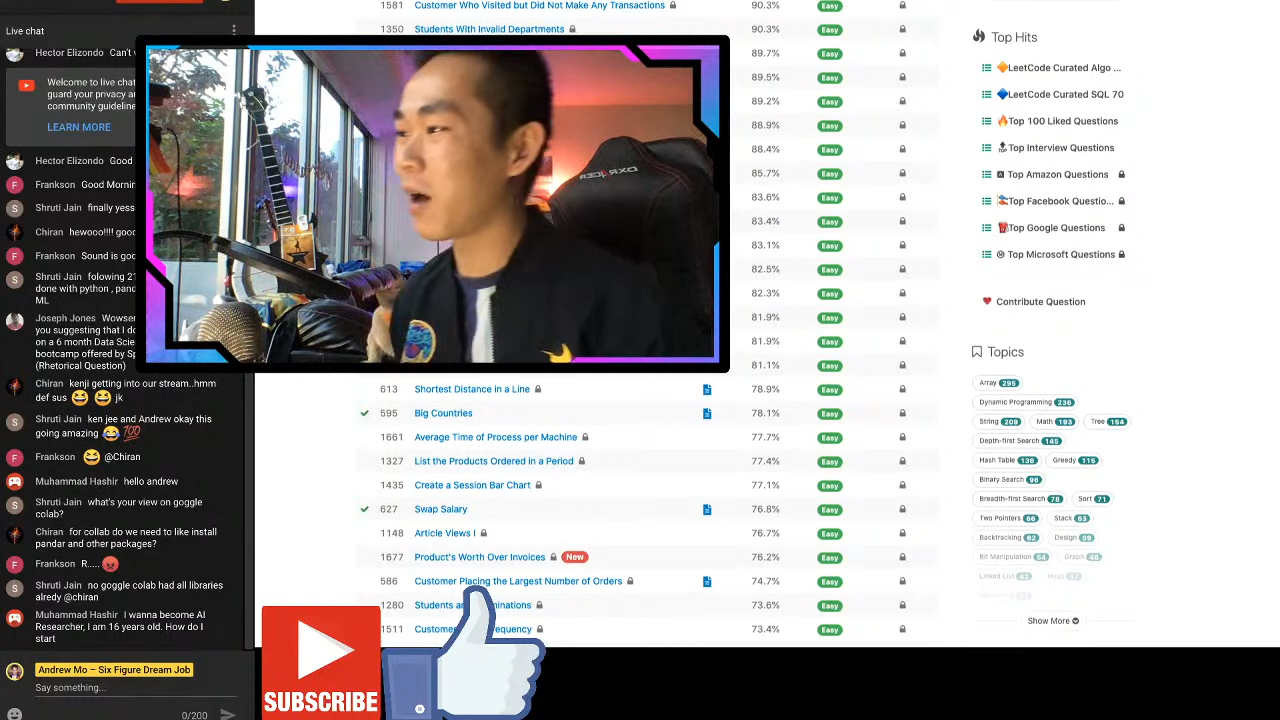 Live chat
Hector Elizondo Can't v
Welcome to live chat
guard your privacy
community guideline
LEARN MORE
Hector Elizondo Good
Frankson Good Mornin
Shruti Jain finally s
Chiran hewooo!!!! Good
Frankson Sound
Shruti Jain folowing 2
done with python , pand
ML
Joseph Jones Wowser
you suggesting that I do
on a 6 month Databa
bootcamp offered by Sp
(Rhetorical Question)
Chiran kenji getting into our stream..hmm
def sus
Shruti Jain ken jee and Andrew okay this
going amazing
Frankson @Chiran
Muhammad Hashir hello andrew
Shruti Jain what's your view on goggle
colab?
Chiran for collab do we need to like install
pandar and other packages?
Frankson R.....
Shruti Jain no goggle colab had all libraries
alredy @chiran
Muhammad Hashir I wanna become AI
Researcher, I am 16 years old. How do I
start
Andrew Mo – Six Figure Dream Job
Say something...
0/200
1581 Customer Who Visited but Did Not Make Any Transactions 90.3% Easy
1350 Students With Invalid Departments 90.3% Easy
89.7% Easy
89.5% Easy
89.2% Easy
88.9% Easy
88.4% Easy
85.7% Easy
83.6% Easy
83.4% Easy
83.1% Easy
82.5% Easy
82.3% Easy
81.9% Easy
81.9% Easy
81.1% Easy
613 Shortest Distance in a Line 78.9% Easy
595 Big Countries 78.1% Easy
1661 Average Time of Process per Machine 77.7% Easy
1327 List the Products Ordered in a Period 77.4% Easy
1435 Create a Session Bar Chart 77.1% Easy
627 Swap Salary 76.8% Easy
1148 Article Views I 76.7% Easy
1677 Product's Worth Over Invoices New 76.2% Easy
586 Customer Placing the Largest Number of Orders 74.7% Easy
1280 Students an minations 73.6% Easy
1511 Custome equency 73.4% Easy
DXRACER
SUBSCRIBE
Top Hits
LeetCode Curated Algo ...
LeetCode Curated SQL 70
Top 100 Liked Questions
Top Interview Questions
Top Amazon Questions
Top Facebook Questio...
Top Google Questions
Top Microsoft Questions
Contribute Question
Topics
Array 295
Dynamic Programming 236
String 209 Math 193 Tree 154
Depth-first Search 145
Hash Table 136 Greedy 115
Binary Search 96
Breadth-first Search 78 Sort 71
Two Pointers 66 Stack 63
Backtracking 62 Design 59
Bit Manipulation 54 Graph 46
Linked List 42 Heap 37
Show More